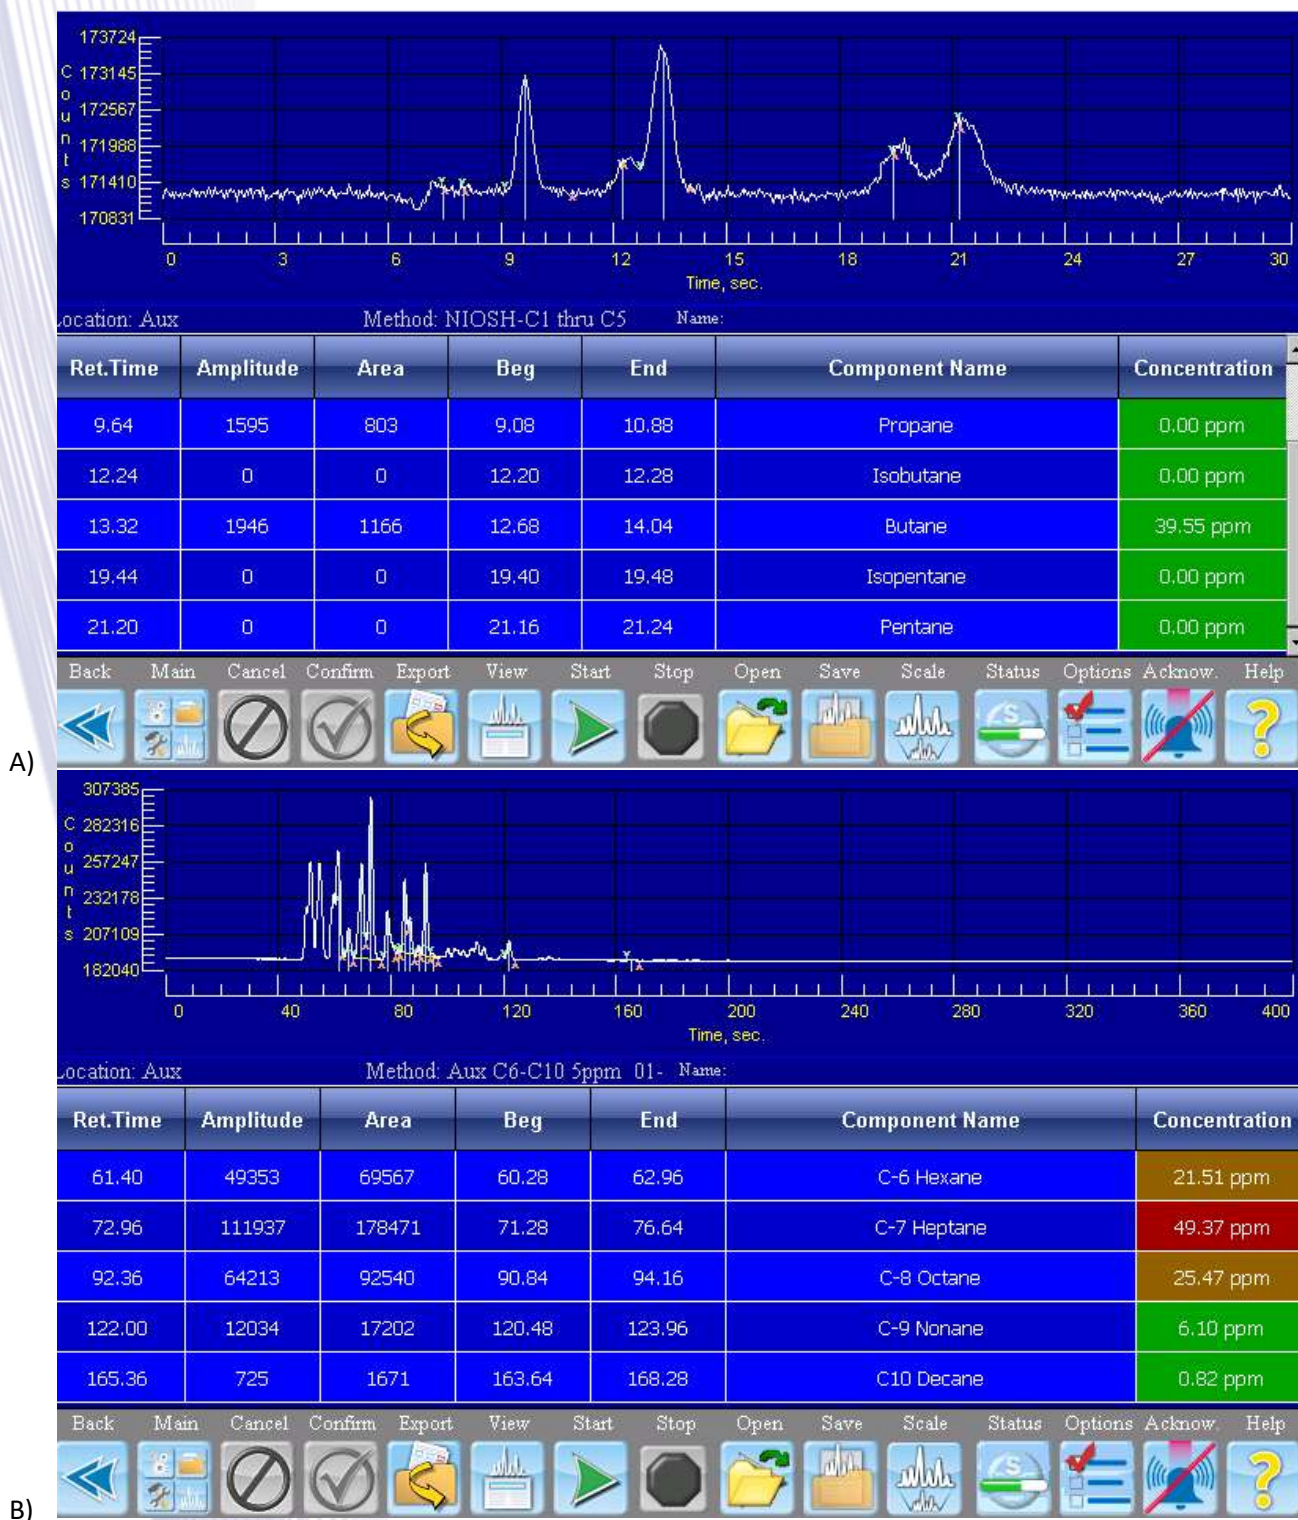 173724
Counts
173145
172567
171988
171410
170831
0 3 6 9 12 15 18 21 24 27 30
Time, sec.
ocation: Aux Method: NIOSH-C1 thru C5 Name:
Ret.Time Amplitude Area Beg End Component Name Concentration
9.64 1595 803 9.08 10.88 Propane 0.00 ppm
12.24 0 0 12.20 12.28 Isobutane 0.00 ppm
13.32 1946 1166 12.68 14.04 Butane 39.55 ppm
19.44 0 0 19.40 19.48 Isopentane 0.00 ppm
21.20 0 0 21.16 21.24 Pentane 0.00 ppm
Back Main Cancel Confirm Export View Start Stop Open Save Scale Status Options Acknow. Help
S
?
A)
307385
Counts
282316
257247
232178
207109
182040
0 40 80 120 160 200 240 280 320 360 400
Time, sec.
ocation: Aux Method: Aux C6-C10 5ppm 01- Name:
Ret.Time Amplitude Area Beg End Component Name Concentration
61.40 49353 69567 60.28 62.96 C-6 Hexane 21.51 ppm
72.96 111937 178471 71.28 76.64 C-7 Heptane 49.37 ppm
92.36 64213 92540 90.84 94.16 C-8 Octane 25.47 ppm
122.00 12034 17202 120.48 123.96 C-9 Nonane 6.10 ppm
165.36 725 1671 163.64 168.28 C10 Decane 0.82 ppm
Back Main Cancel Confirm Export View Start Stop Open Save Scale Status Options Acknow. Help
S
?
B)